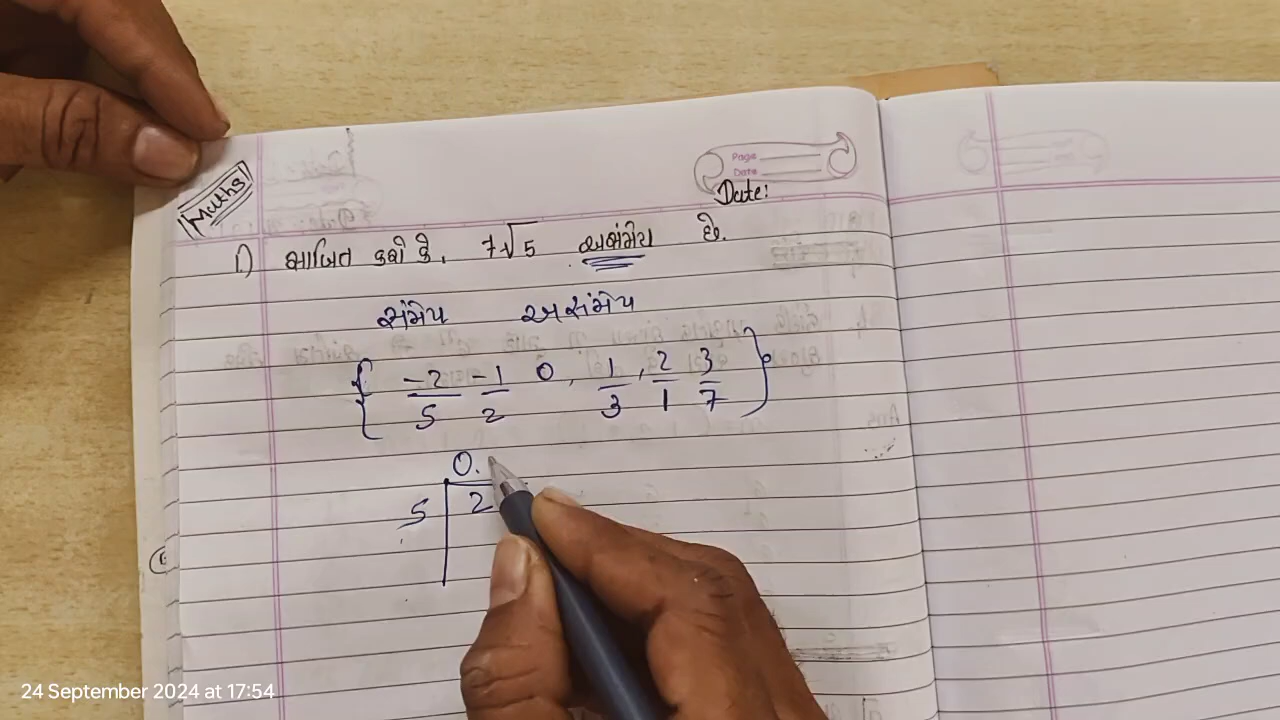 Maths
Page
Date
Date:
1) સાબિત કરો કે, 7√5 અસંમેય છે.
સંમેય અસંમેય
{ -2/5 -1/2 0, 1/3, 2/1 3/7 }
0.
5 2
24 September 2024 at 17:54